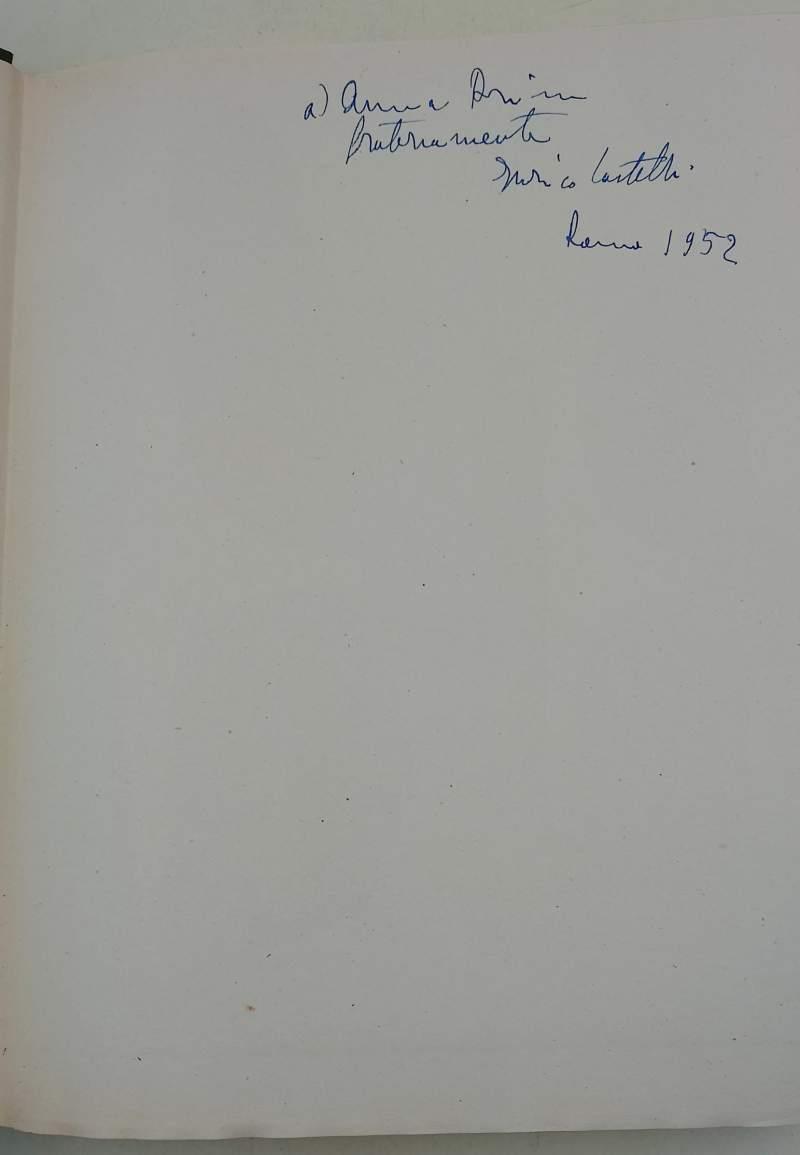 a) Anna
fraternamente
Enrico Castelli.
Roma 1952